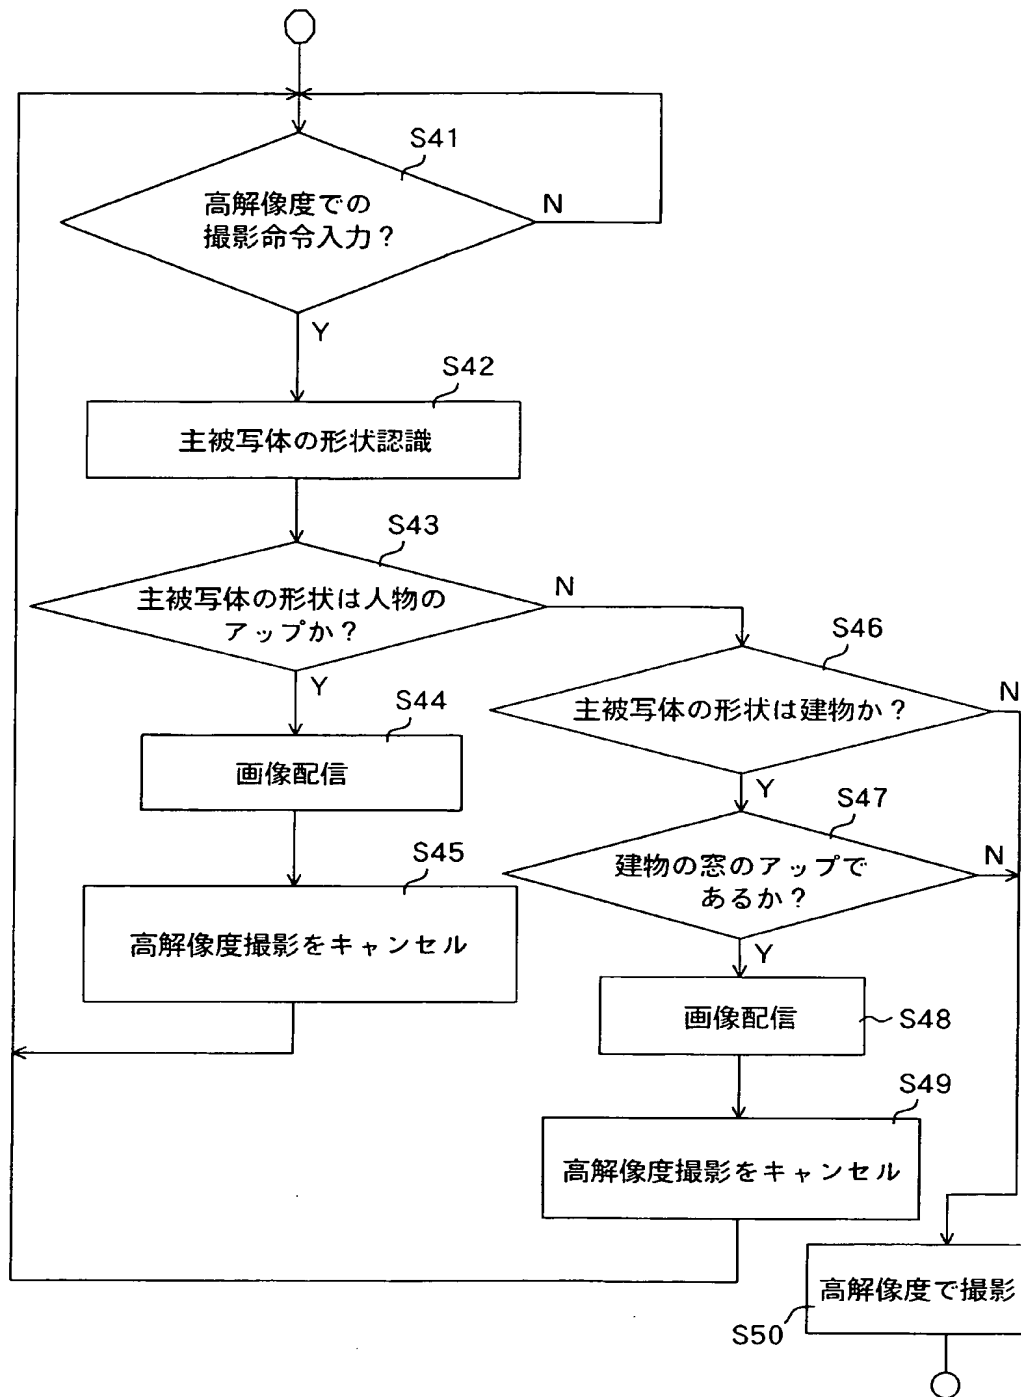 S41
高解像度での
撮影命令入力？
N
Y
S42
主被写体の形状認識
S43
主被写体の形状は人物の
アップか？
N
Y
S44
画像配信
S45
高解像度撮影をキャンセル
S46
主被写体の形状は建物か？
N
Y
S47
建物の窓のアップで
あるか？
N
Y
画像配信
S48
S49
高解像度撮影をキャンセル
高解像度で撮影
S50